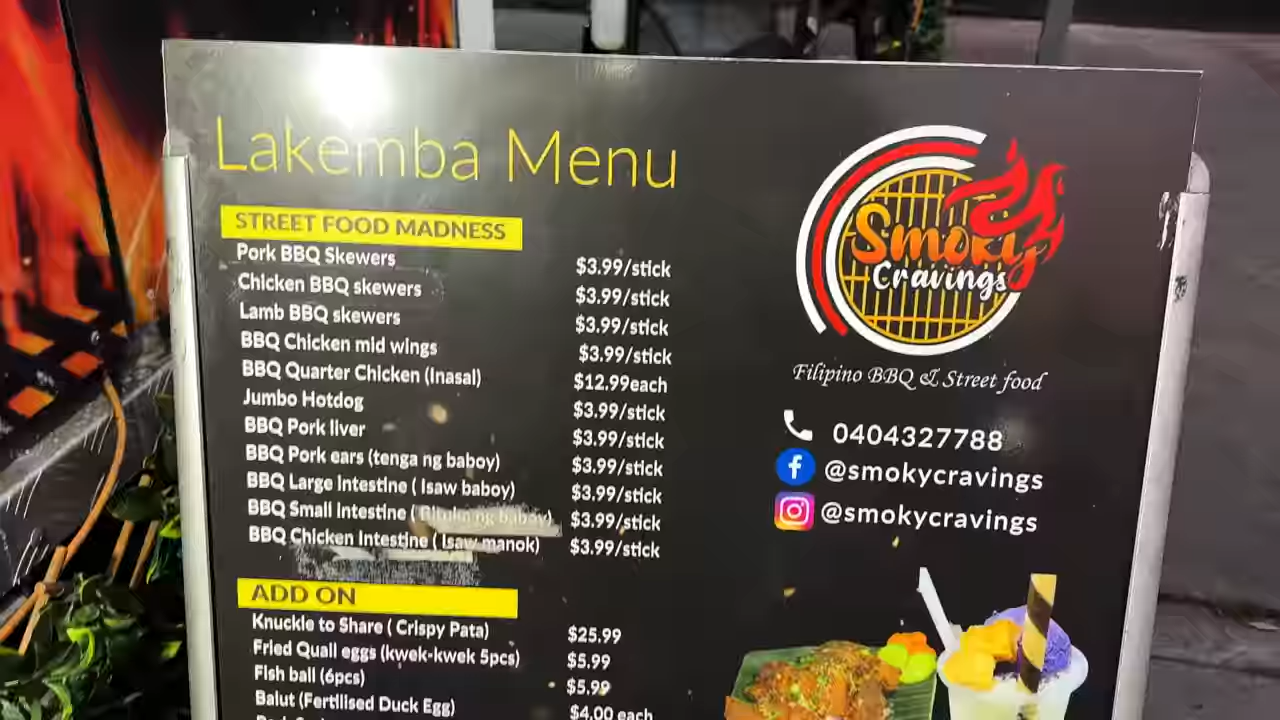 Lakemba Menu
STREET FOOD MADNESS
Pork BBQ Skewers $3.99/stick
Chicken BBQ skewers $3.99/stick
Lamb BBQ skewers $3.99/stick
BBQ Chicken mid wings $3.99/stick
BBQ Quarter Chicken (Inasal) $12.99each
Jumbo Hotdog $3.99/stick
BBQ Pork liver $3.99/stick
BBQ Pork ears (tenga ng baboy) $3.99/stick
BBQ Large Intestine ( Isaw baboy) $3.99/stick
BBQ Small Intestine ( Bituka ng baboy) $3.99/stick
BBQ Chicken Intestine ( Isaw manok) $3.99/stick
ADD ON
Knuckle to Share ( Crispy Pata) $25.99
Fried Quail eggs (kwek-kwek 5pcs) $5.99
Fish ball (6pcs) $5.99
Balut (Fertilised Duck Egg) $4.00 each
Smoky
Cravings
Filipino BBQ & Street food
0404327788
@smokycravings
@smokycravings